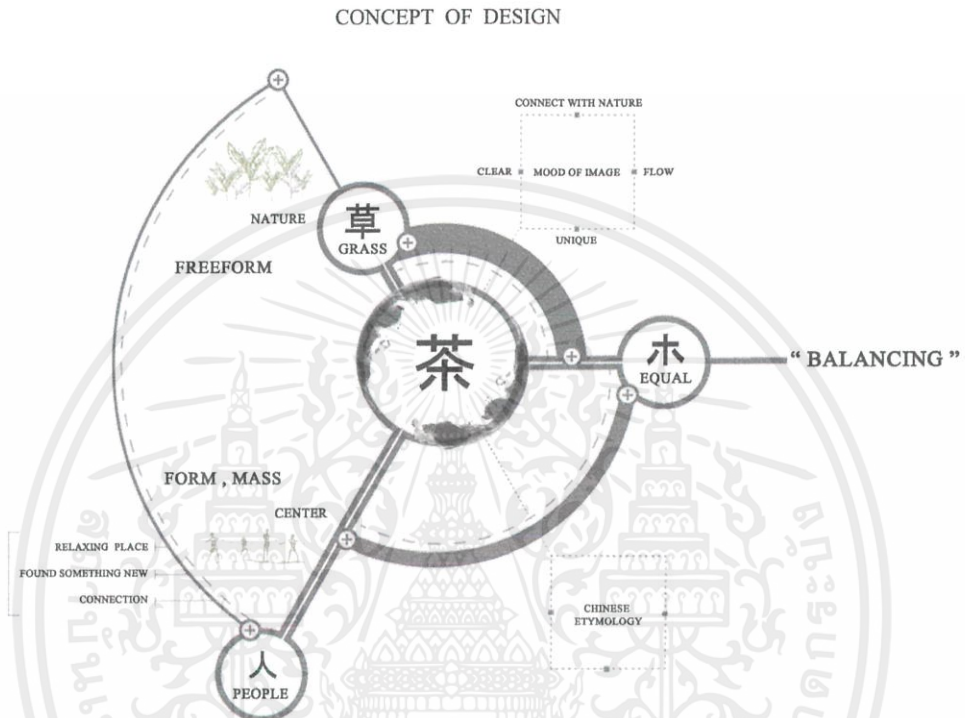 CONCEPT OF DESIGN
CONNECT WITH NATURE
CLEAR
MOOD OF IMAGE
FLOW
UNIQUE
NATURE
草
GRASS
FREEFORM
茶
木
EQUAL
“ BALANCING ”
FORM , MASS
CENTER
RELAXING PLACE
FOUND SOMETHING NEW
CONNECTION
CHINESE
ETYMOLOGY
人
PEOPLE